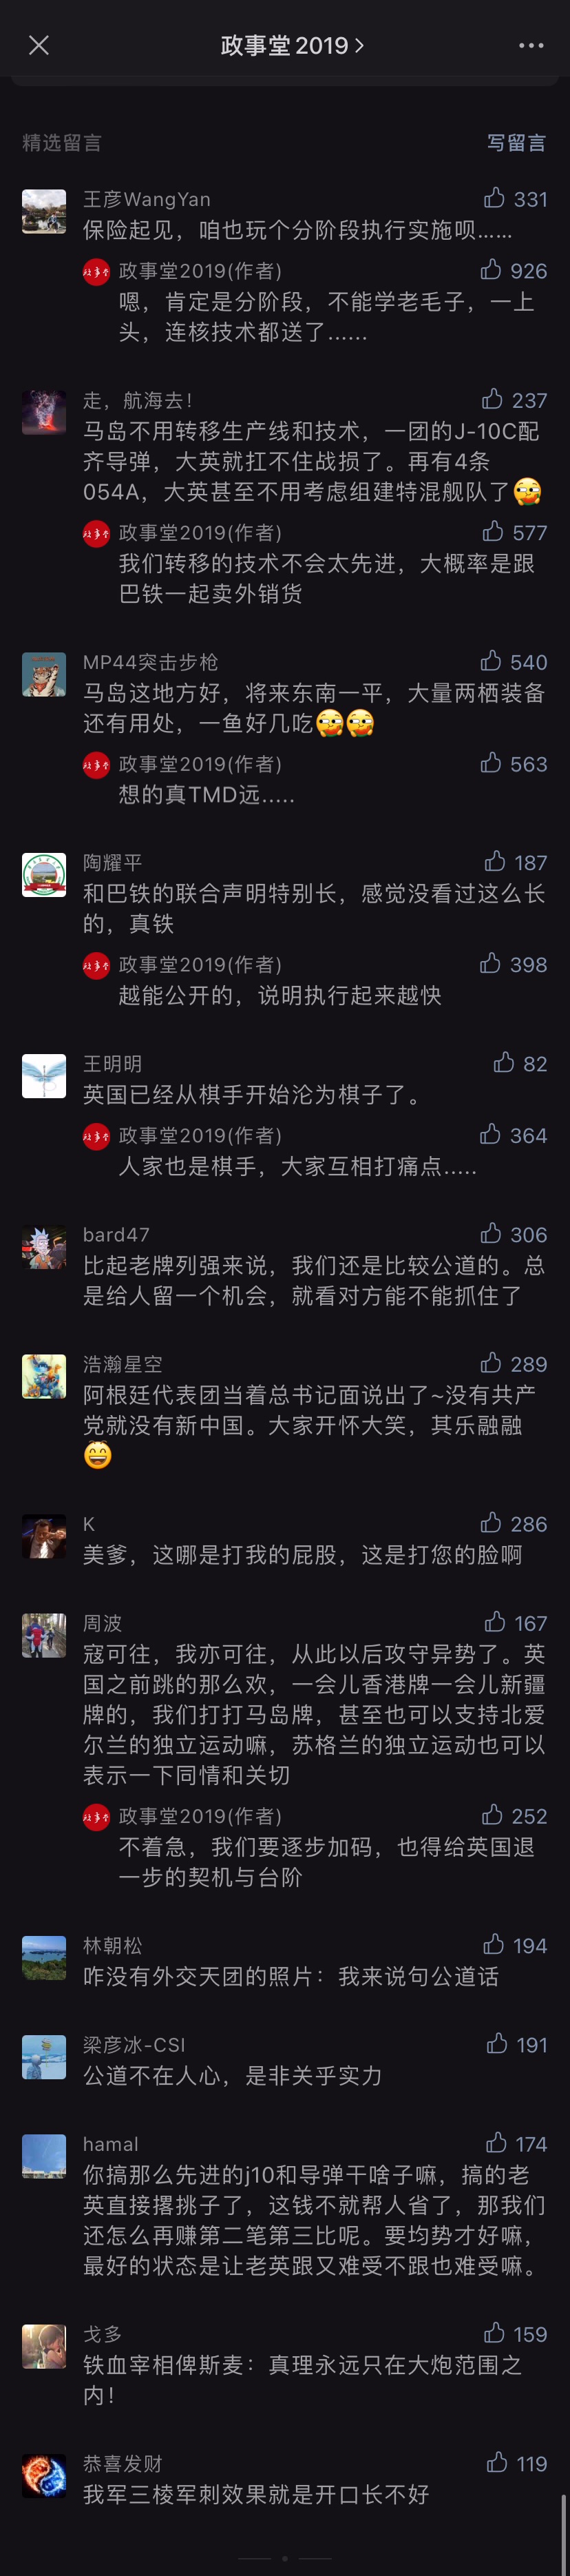 政事堂2019
精选留言
写留言
王彦WangYan
331
保险起见，咱也玩个分阶段执行实施呗……
政事堂2019(作者)
926
嗯，肯定是分阶段，不能学老毛子，一上
头，连核技术都送了……
走，航海去！
237
马岛不用转移生产线和技术，一团的J-10C配
齐导弹，大英就扛不住战损了。再有4条
054A，大英甚至不用考虑组建特混舰队了
政事堂2019(作者)
577
我们转移的技术不会太先进，大概率是跟
巴铁一起卖外销货
MP44突击步枪
540
马岛这地方好，将来东南一平，大量两栖装备
还有用处，一鱼好几吃
政事堂2019(作者)
563
想的真TMD远.....
陶耀平
187
和巴铁的联合声明特别长，感觉没看过这么长
的，真铁
政事堂2019(作者)
398
越能公开的，说明执行起来越快
王明明
82
英国已经从棋手开始沦为棋子了。
政事堂2019(作者)
364
人家也是棋手，大家互相打痛点.....
bard47
306
比起老牌列强来说，我们还是比较公道的。总
是给人留一个机会，就看对方能不能抓住了
浩瀚星空
289
阿根廷代表团当着总书记面说出了~没有共产
党就没有新中国。大家开怀大笑，其乐融融
K
286
美爹，这哪是打我的屁股，这是打您的脸啊
周波
167
寇可往，我亦可往，从此以后攻守异势了。英
国之前跳的那么欢，一会儿香港牌一会儿新疆
牌的，我们打打马岛牌，甚至也可以支持北爱
尔兰的独立运动嘛，苏格兰的独立运动也可以
表示一下同情和关切
政事堂2019(作者)
252
不着急，我们要逐步加码，也得给英国退
一步的契机与台阶
林朝松
194
咋没有外交天团的照片：我来说句公道话
梁彦冰-CSI
191
公道不在人心，是非关乎实力
hamal
174
你搞那么先进的j10和导弹干啥子嘛，搞的老
英直接撂挑子了，这钱不就帮人省了，那我们
还怎么再赚第二笔第三比呢。要均势才好嘛，
最好的状态是让老英跟又难受不跟也难受嘛。
戈多
159
铁血宰相俾斯麦：真理永远只在大炮范围之
内！
恭喜发财
119
我军三棱军刺效果就是开口长不好